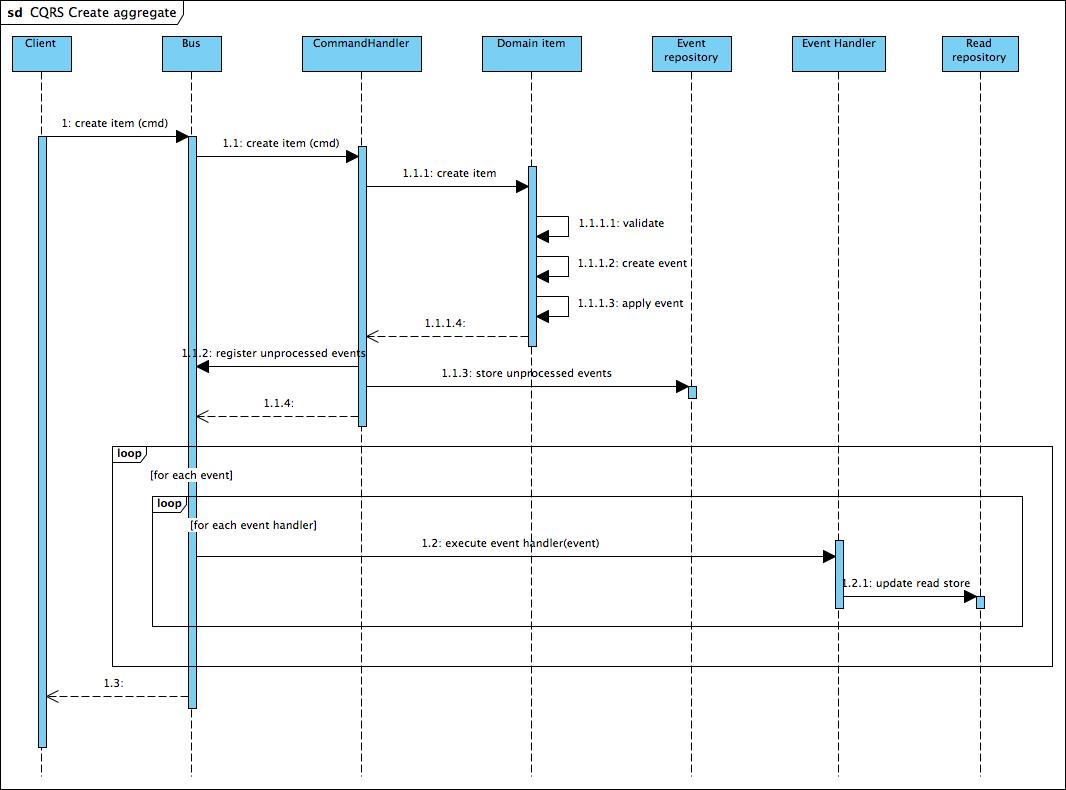 sd CQRS Create aggregate
Client
Bus
CommandHandler
Domain item
Event
repository
Event Handler
Read
repository
1: create item (cmd)
1.1: create item (cmd)
1.1.1: create item
1.1.1.1: validate
1.1.1.2: create event
1.1.1.3: apply event
1.1.1.4:
1.1.2: register unprocessed events
1.1.3: store unprocessed events
1.1.4:
loop
[for each event]
loop
[for each event handler]
1.2: execute event handler(event)
1.2.1: update read store
1.3: